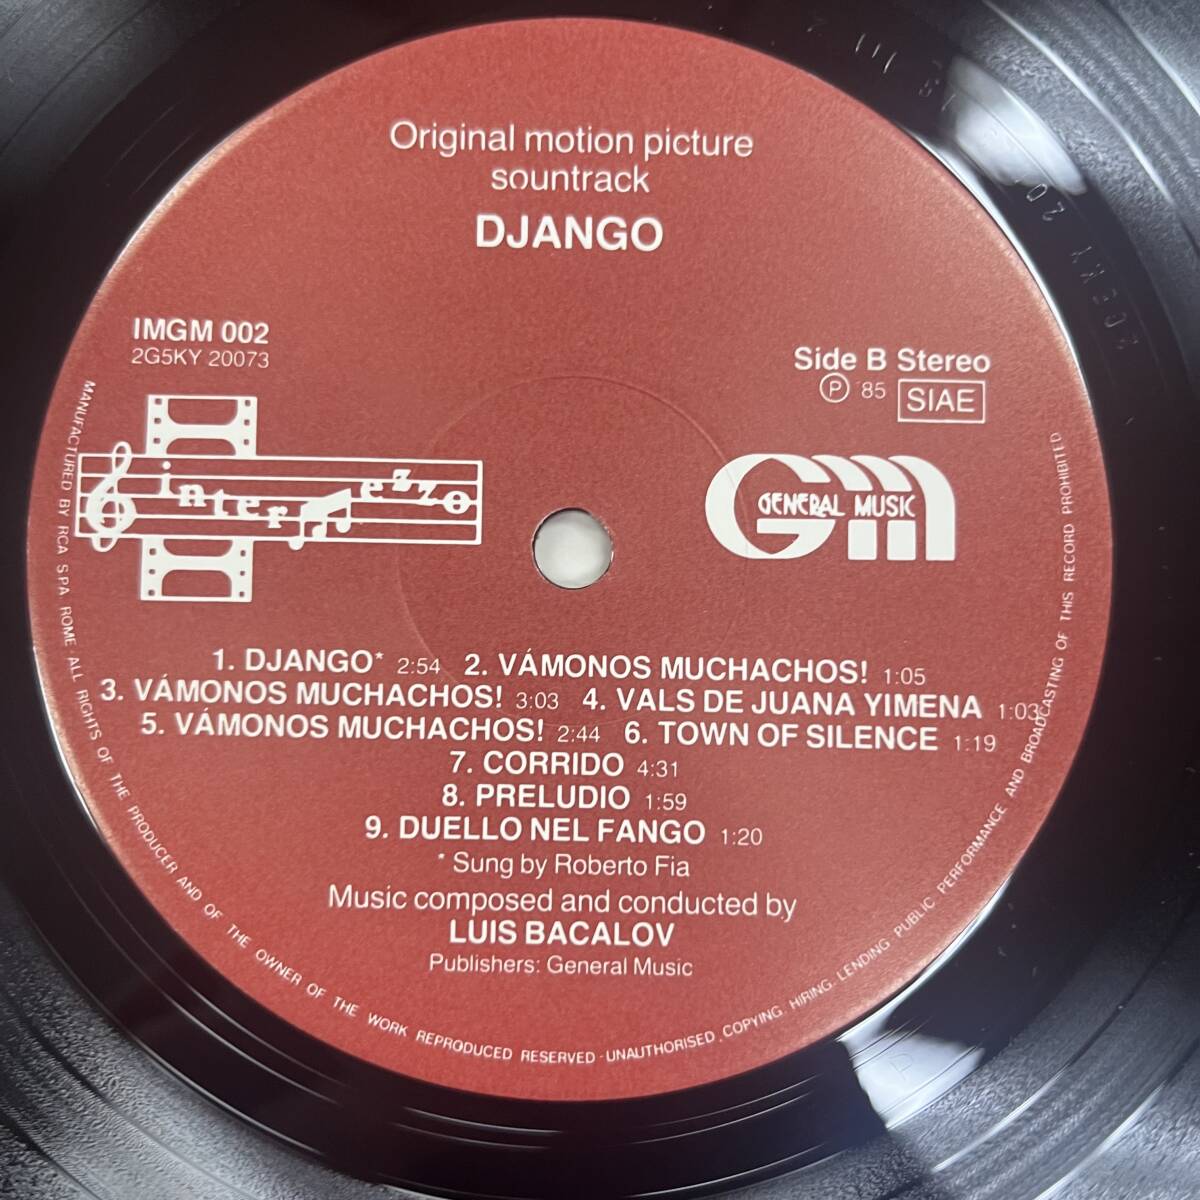 Original motion picture
sountrack
DJANGO
IMGM 002
2G5KY 20073
Side B Stereo
Ⓟ '85 SIAE
intermezzo
GENERAL MUSIC
1. DJANGO* 2:54 2. VÁMONOS MUCHACHOS! 1:05
3. VÁMONOS MUCHACHOS! 3:03 4. VALS DE JUANA YIMENA 1:03
5. VÁMONOS MUCHACHOS! 2:44 6. TOWN OF SILENCE 1:19
7. CORRIDO 4:31
8. PRELUDIO 1:59
9. DUELLO NEL FANGO 1:20
* Sung by Roberto Fia
Music composed and conducted by
LUIS BACALOV
Publishers: General Music
MANUFACTURED BY RCA S.P.A. ROME · ALL RIGHTS OF THE PRODUCER AND OF THE OWNER OF THE WORK REPRODUCED RESERVED · UNAUTHORISED COPYING. HIRING. LENDING. PUBLIC PERFORMANCE AND BROADCASTING OF THIS RECORD PROHIBITED